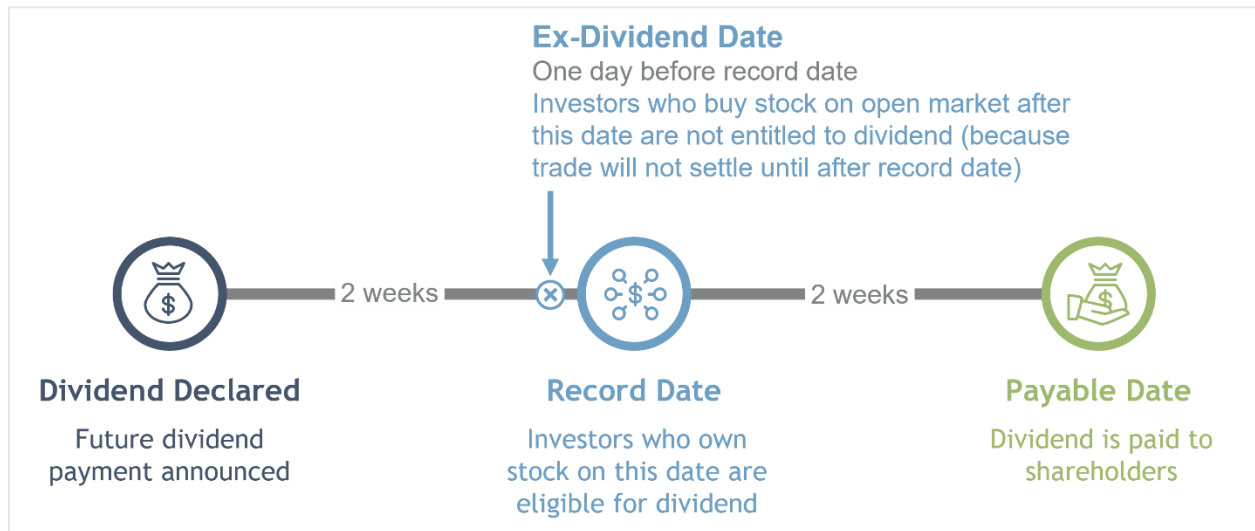 Ex-Dividend Date
One day before record date
Investors who buy stock on open market after
this date are not entitled to dividend (because
trade will not settle until after record date)
$
2 weeks
$
2 weeks
$
Dividend Declared
Future dividend
payment announced
Record Date
Investors who own
stock on this date are
eligible for dividend
Payable Date
Dividend is paid to
shareholders